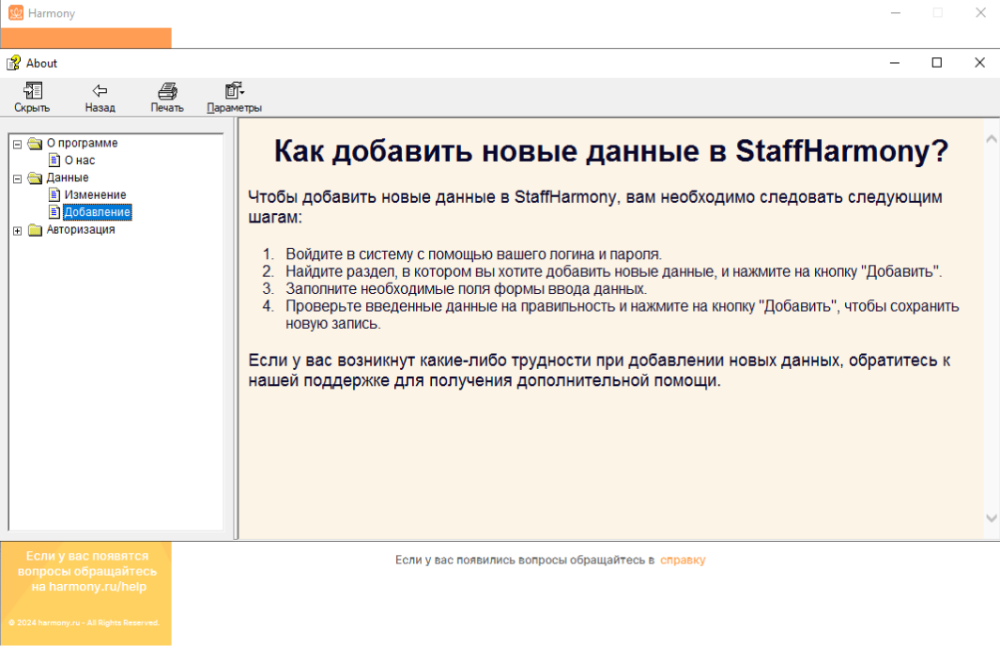 Harmony
About
Скрыть
Назад
Печать
Параметры
О программе
О нас
Данные
Изменение
Добавление
Авторизация
Как добавить новые данные в StaffHarmony?
Чтобы добавить новые данные в StaffHarmony, вам необходимо следовать следующим
шагам:
1. Войдите в систему с помощью вашего логина и пароля.
2. Найдите раздел, в котором вы хотите добавить новые данные, и нажмите на кнопку "Добавить".
3. Заполните необходимые поля формы ввода данных.
4. Проверьте введенные данные на правильность и нажмите на кнопку "Добавить", чтобы сохранить
новую запись.
Если у вас возникнут какие-либо трудности при добавлении новых данных, обратитесь к
нашей поддержке для получения дополнительной помощи.
Если у вас появятся
вопросы обращайтесь
на harmony.ru/help
© 2024 harmony.ru - All Rights Reserved.
Если у вас появились вопросы обращайтесь в справку